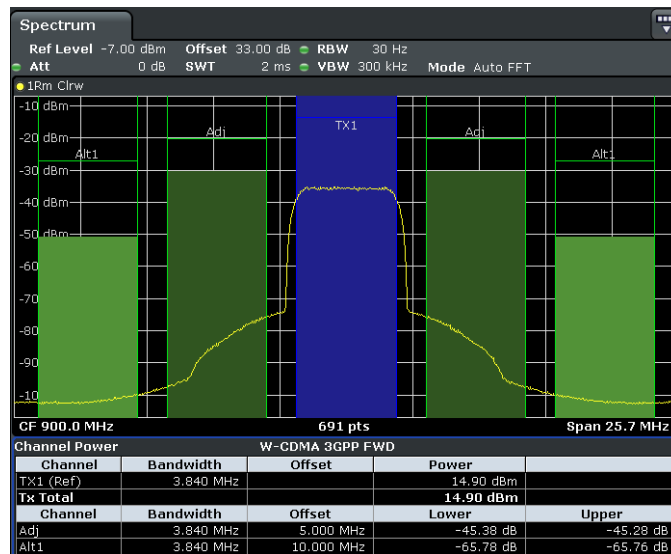 Spectrum
Ref Level -7.00 dBm Offset 33.00 dB RBW 30 Hz
Att 0 dB SWT 2 ms VBW 300 kHz Mode Auto FFT
1Rm Clrw
-10 dBm
TX1
-20 dBm
Adj
Adj
Alt1
Alt1
-30 dBm
-40 dBm
-50 dBm
-60
-70
-80
-90
-10
CF 900.0 MHz 691 pts Span 25.7 MHz
Channel Power W-CDMA 3GPP FWD
Channel Bandwidth Offset Power
TX1 (Ref) 3.840 MHz 14.90 dBm
Tx Total 14.90 dBm
Channel Bandwidth Offset Lower Upper
Adj 3.840 MHz 5.000 MHz -45.38 dB -45.28 dB
Alt1 3.840 MHz 10.000 MHz -65.78 dB -65.76 dB